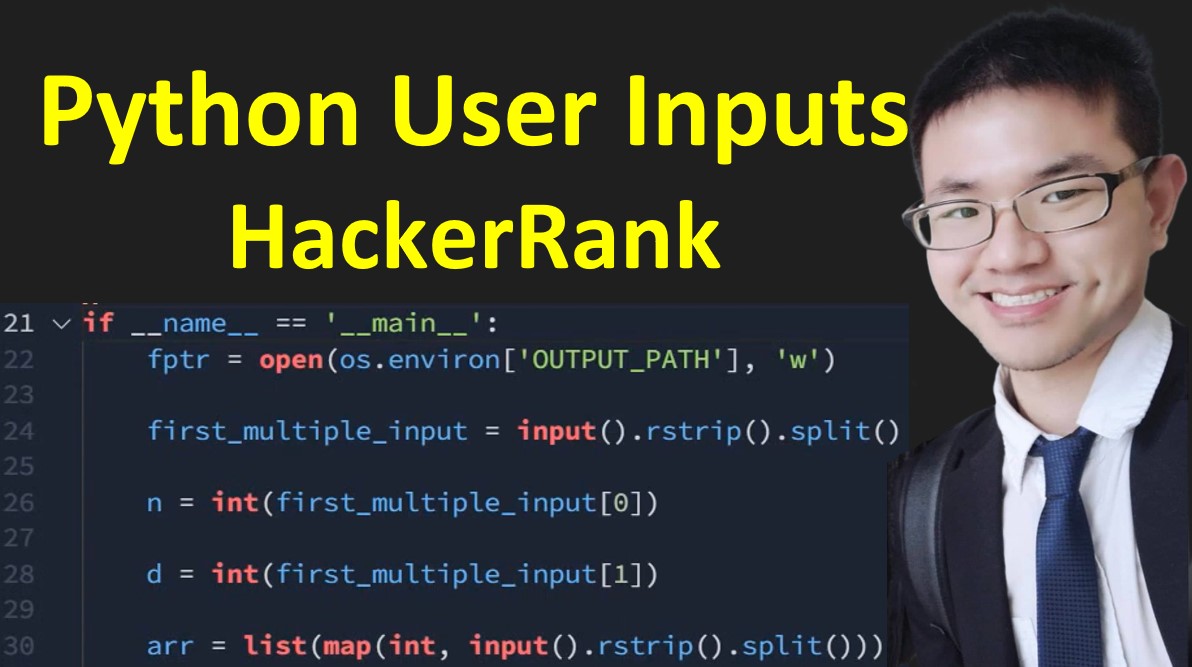 Python User Inputs
HackerRank
21 if __name__ == '__main__':
22 fptr = open(os.environ['OUTPUT_PATH'], 'w')
23
24 first_multiple_input = input().rstrip().split()
25
26 n = int(first_multiple_input[0])
27
28 d = int(first_multiple_input[1])
29
30 arr = list(map(int, input().rstrip().split()))